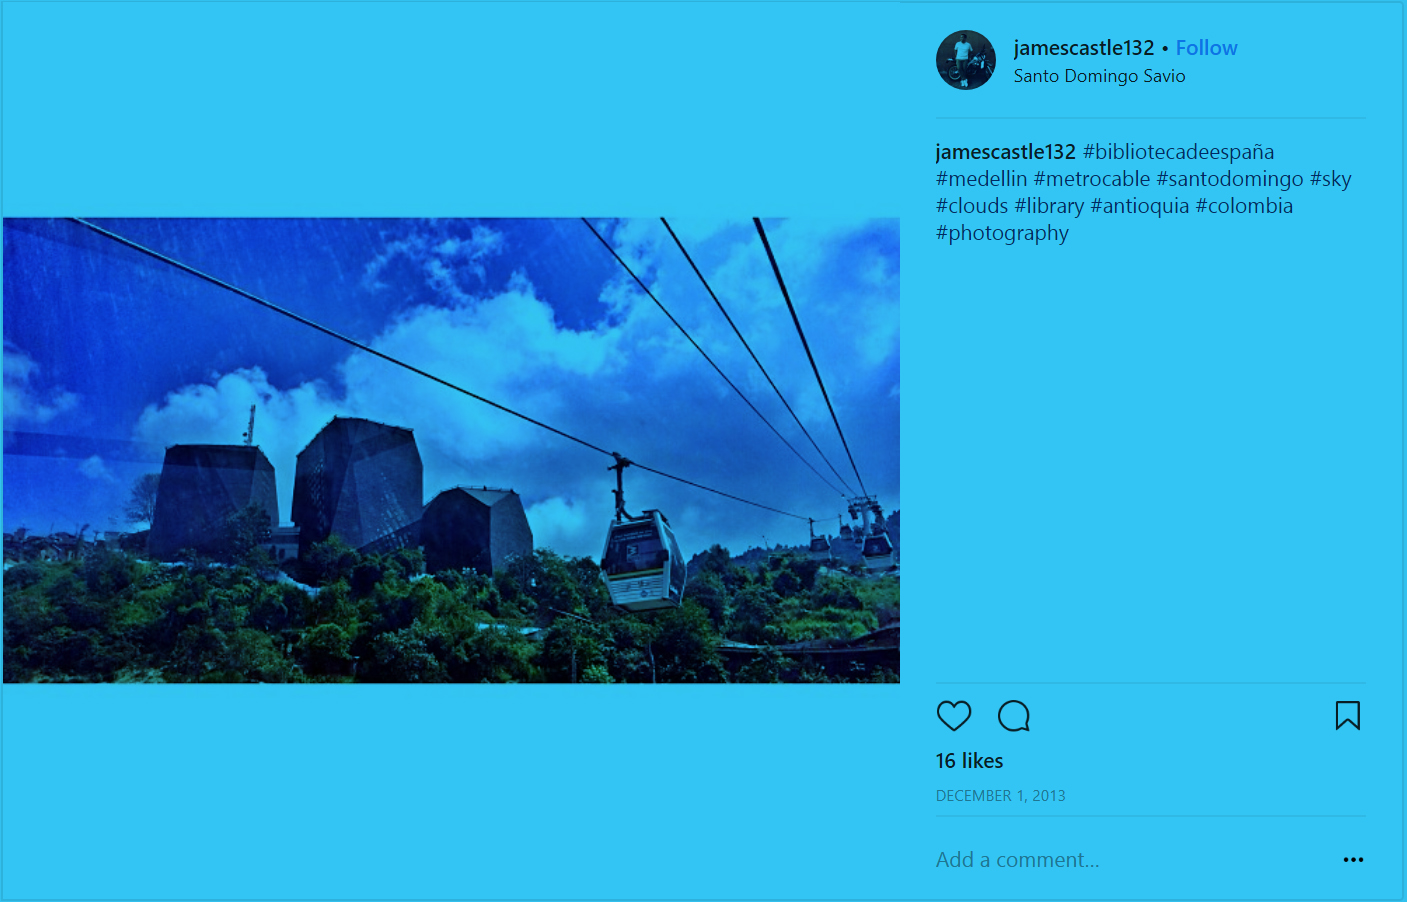 jamescastle132 • Follow
Santo Domingo Savio
jamescastle132 #bibliotecadeespaña
#medellin #metrocable #santodomingo #sky
#clouds #library #antioquia #colombia
#photography
16 likes
DECEMBER 1, 2013
Add a comment...